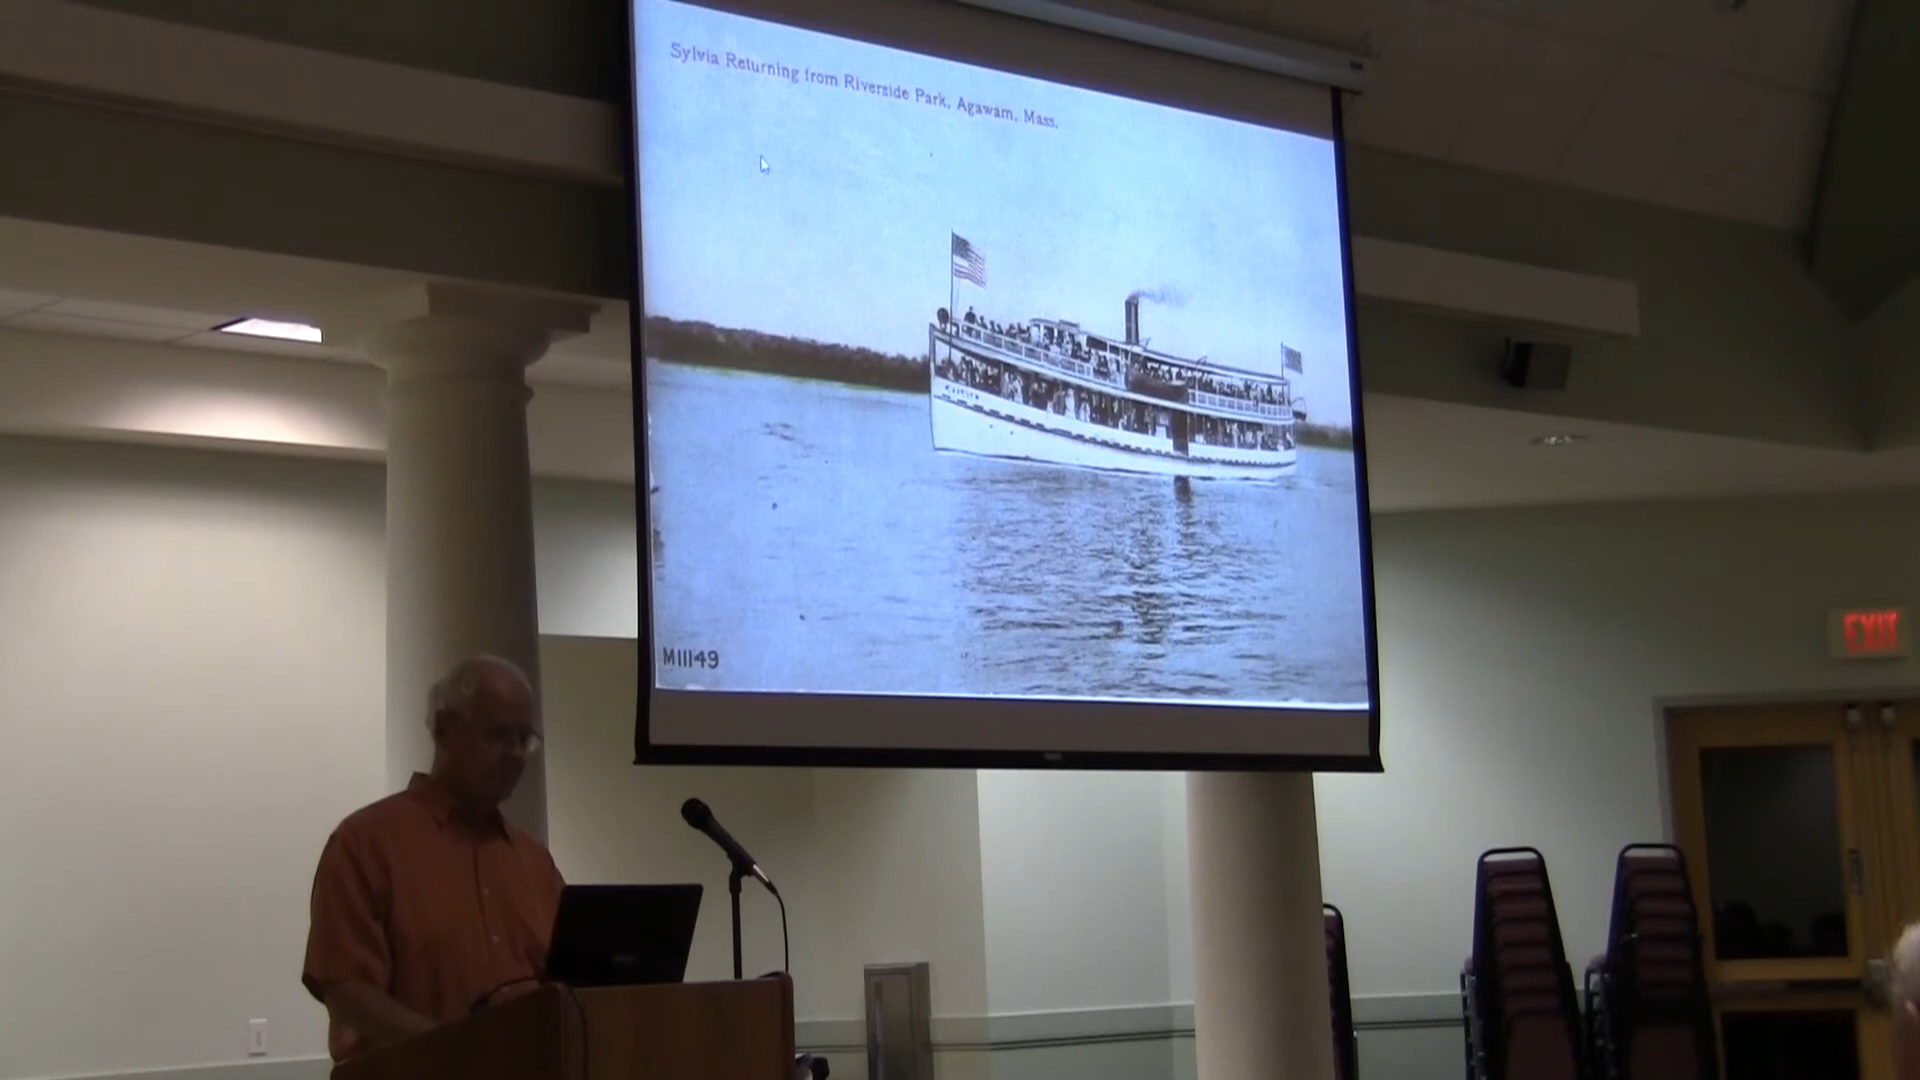 Sylvia Returning from Riverside Park, Agawam, Mass.
M11149
EXIT